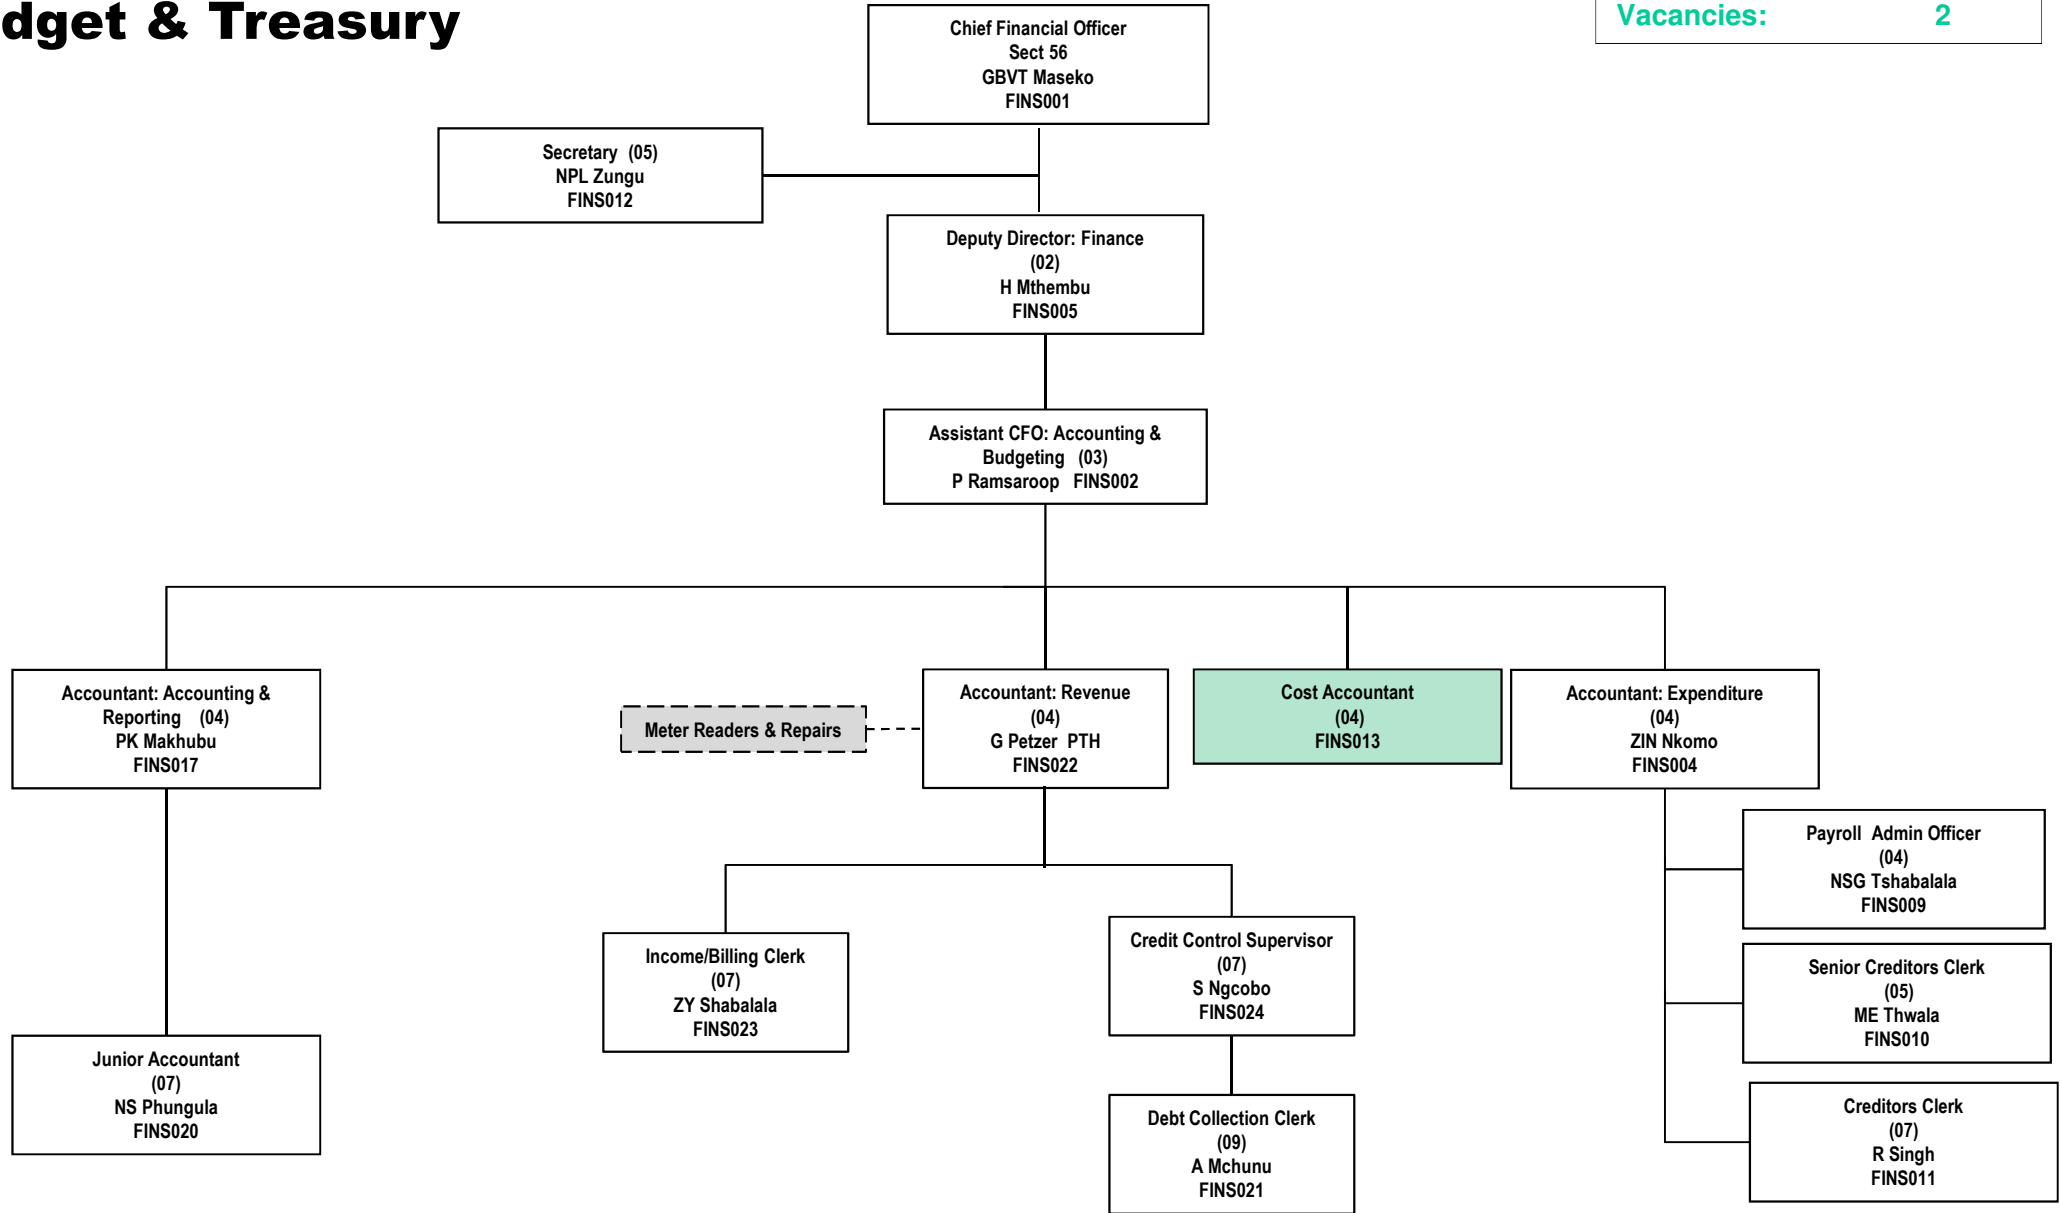 dget & Treasury
Vacancies: 2
Chief Financial Officer
Sect 56
GBVT Maseko
FINS001
Secretary (05)
NPL Zungu
FINS012
Deputy Director: Finance
(02)
H Mthembu
FINS005
Assistant CFO: Accounting &
Budgeting (03)
P Ramsaroop FINS002
Accountant: Accounting &
Reporting (04)
PK Makhubu
FINS017
Meter Readers & Repairs
Accountant: Revenue
(04)
G Petzer PTH
FINS022
Cost Accountant
(04)
FINS013
Accountant: Expenditure
(04)
ZIN Nkomo
FINS004
Payroll Admin Officer
(04)
NSG Tshabalala
FINS009
Income/Billing Clerk
(07)
ZY Shabalala
FINS023
Credit Control Supervisor
(07)
S Ngcobo
FINS024
Senior Creditors Clerk
(05)
ME Thwala
FINS010
Junior Accountant
(07)
NS Phungula
FINS020
Debt Collection Clerk
(09)
A Mchunu
FINS021
Creditors Clerk
(07)
R Singh
FINS011